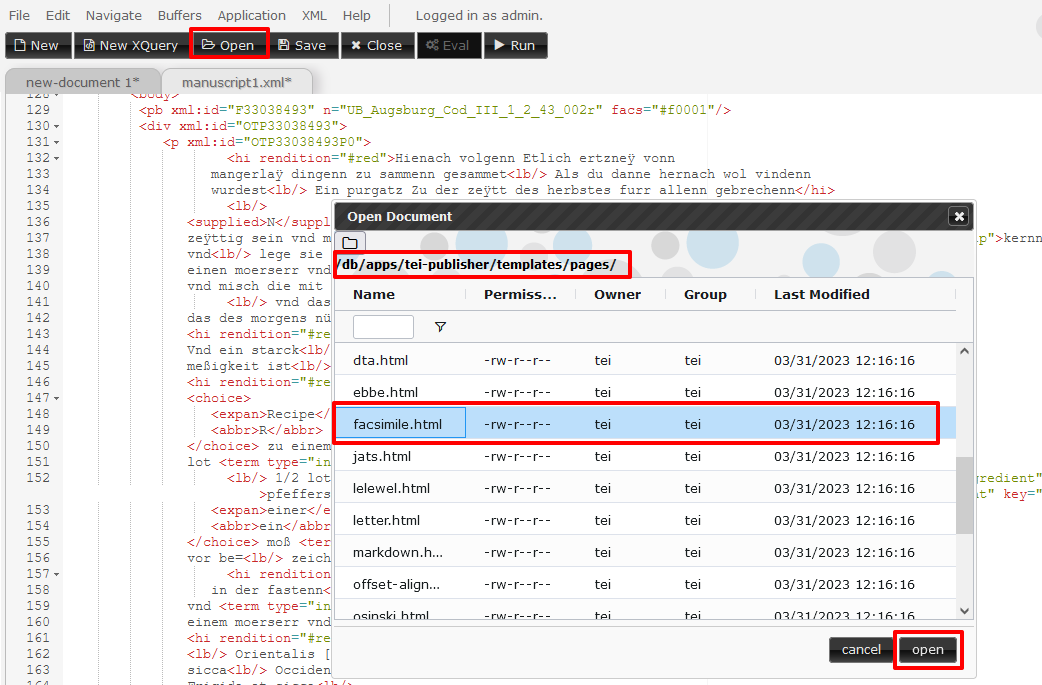 File Edit Navigate Buffers Application XML Help Logged in as admin.
New New XQuery Open Save Close Eval Run
new-document 1* manuscript1.xml*
128 <body>
129 <pb xml:id="F33038493" n="UB_Augsburg_Cod_III_1_2_43_002r" facs="#f0001"/>
130 <div xml:id="OTP33038493">
131 <p xml:id="OTP33038493P0">
132 <hi rendition="#red">Hienach volgenn Etlich ertzneÿ vonn
133 mangerlaÿ dingenn zu sammenn gesammet<lb/> Als du danne hernach wol vindenn
134 wurdest<lb/> Ein purgatz Zu der zeÿtt des herbstes furr allenn gebrechenn</hi>
135 <lb/>
136 <supplied>N</suppl
137 zeÿttig sein vnd m p">kernn
138 vnd<lb/> lege sie
139 einen moerserr vnd
140 vnd misch die mit
141 <lb/> vnd das
142 das des morgens nü
143 <hi rendition="#re
144 Vnd ein starck<lb/
145 meßigkeit ist<lb/>
146 <hi rendition="#re
147 <choice>
148 <expan>Recipe</
149 <abbr>R</abbr>
150 </choice> zu einem
151 lot <term type="in
152 <lb/> 1/2 lot redient"
>pfeffers t" key="
153 <expan>einer</e
154 <abbr>ein</abbr
155 </choice> moß <ter
156 vor be=<lb/> zeich
157 <hi rendition
158 in der fastenn<
159 vnd <term type="in
160 einem moerserr vnd
161 <hi rendition="#re
162 <lb/> Orientalis [
163 sicca<lb/> Occiden
164 Frigida et sicca<lb/>
Open Document
/db/apps/tei-publisher/templates/pages/
Name Permiss... Owner Group Last Modified
dta.html -rw-r--r-- tei tei 03/31/2023 12:16:16
ebbe.html -rw-r--r-- tei tei 03/31/2023 12:16:16
facsimile.html -rw-r--r-- tei tei 03/31/2023 12:16:16
jats.html -rw-r--r-- tei tei 03/31/2023 12:16:16
lelewel.html -rw-r--r-- tei tei 03/31/2023 12:16:16
letter.html -rw-r--r-- tei tei 03/31/2023 12:16:16
markdown.h... -rw-r--r-- tei tei 03/31/2023 12:16:16
offset-align... -rw-r--r-- tei tei 03/31/2023 12:16:16
osinski.html -rw-r--r-- tei tei 03/31/2023 12:16:16
cancel open